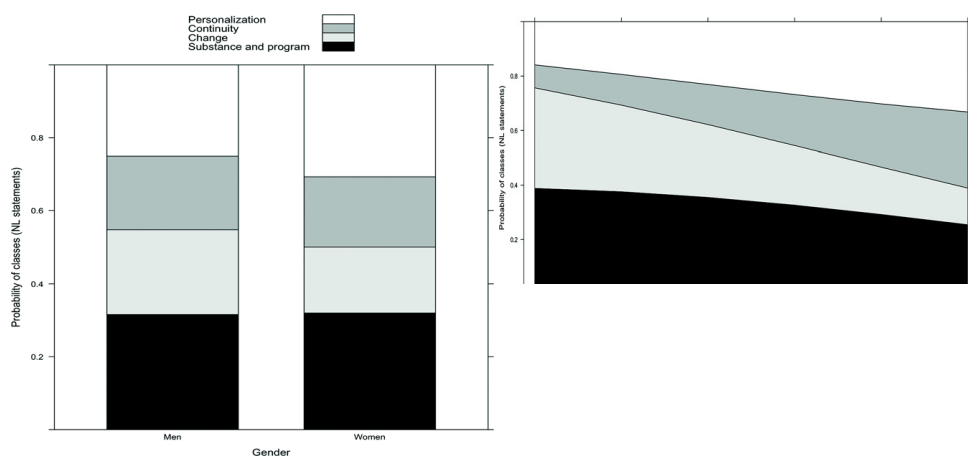 Personalization
Continuity
Change
Substance and program
Probability of classes (NL statements)
0.8
0.6
0.4
0.2
Men
Women
Gender
Probability of classes (NL statements)
0.8
0.6
0.4
0.2